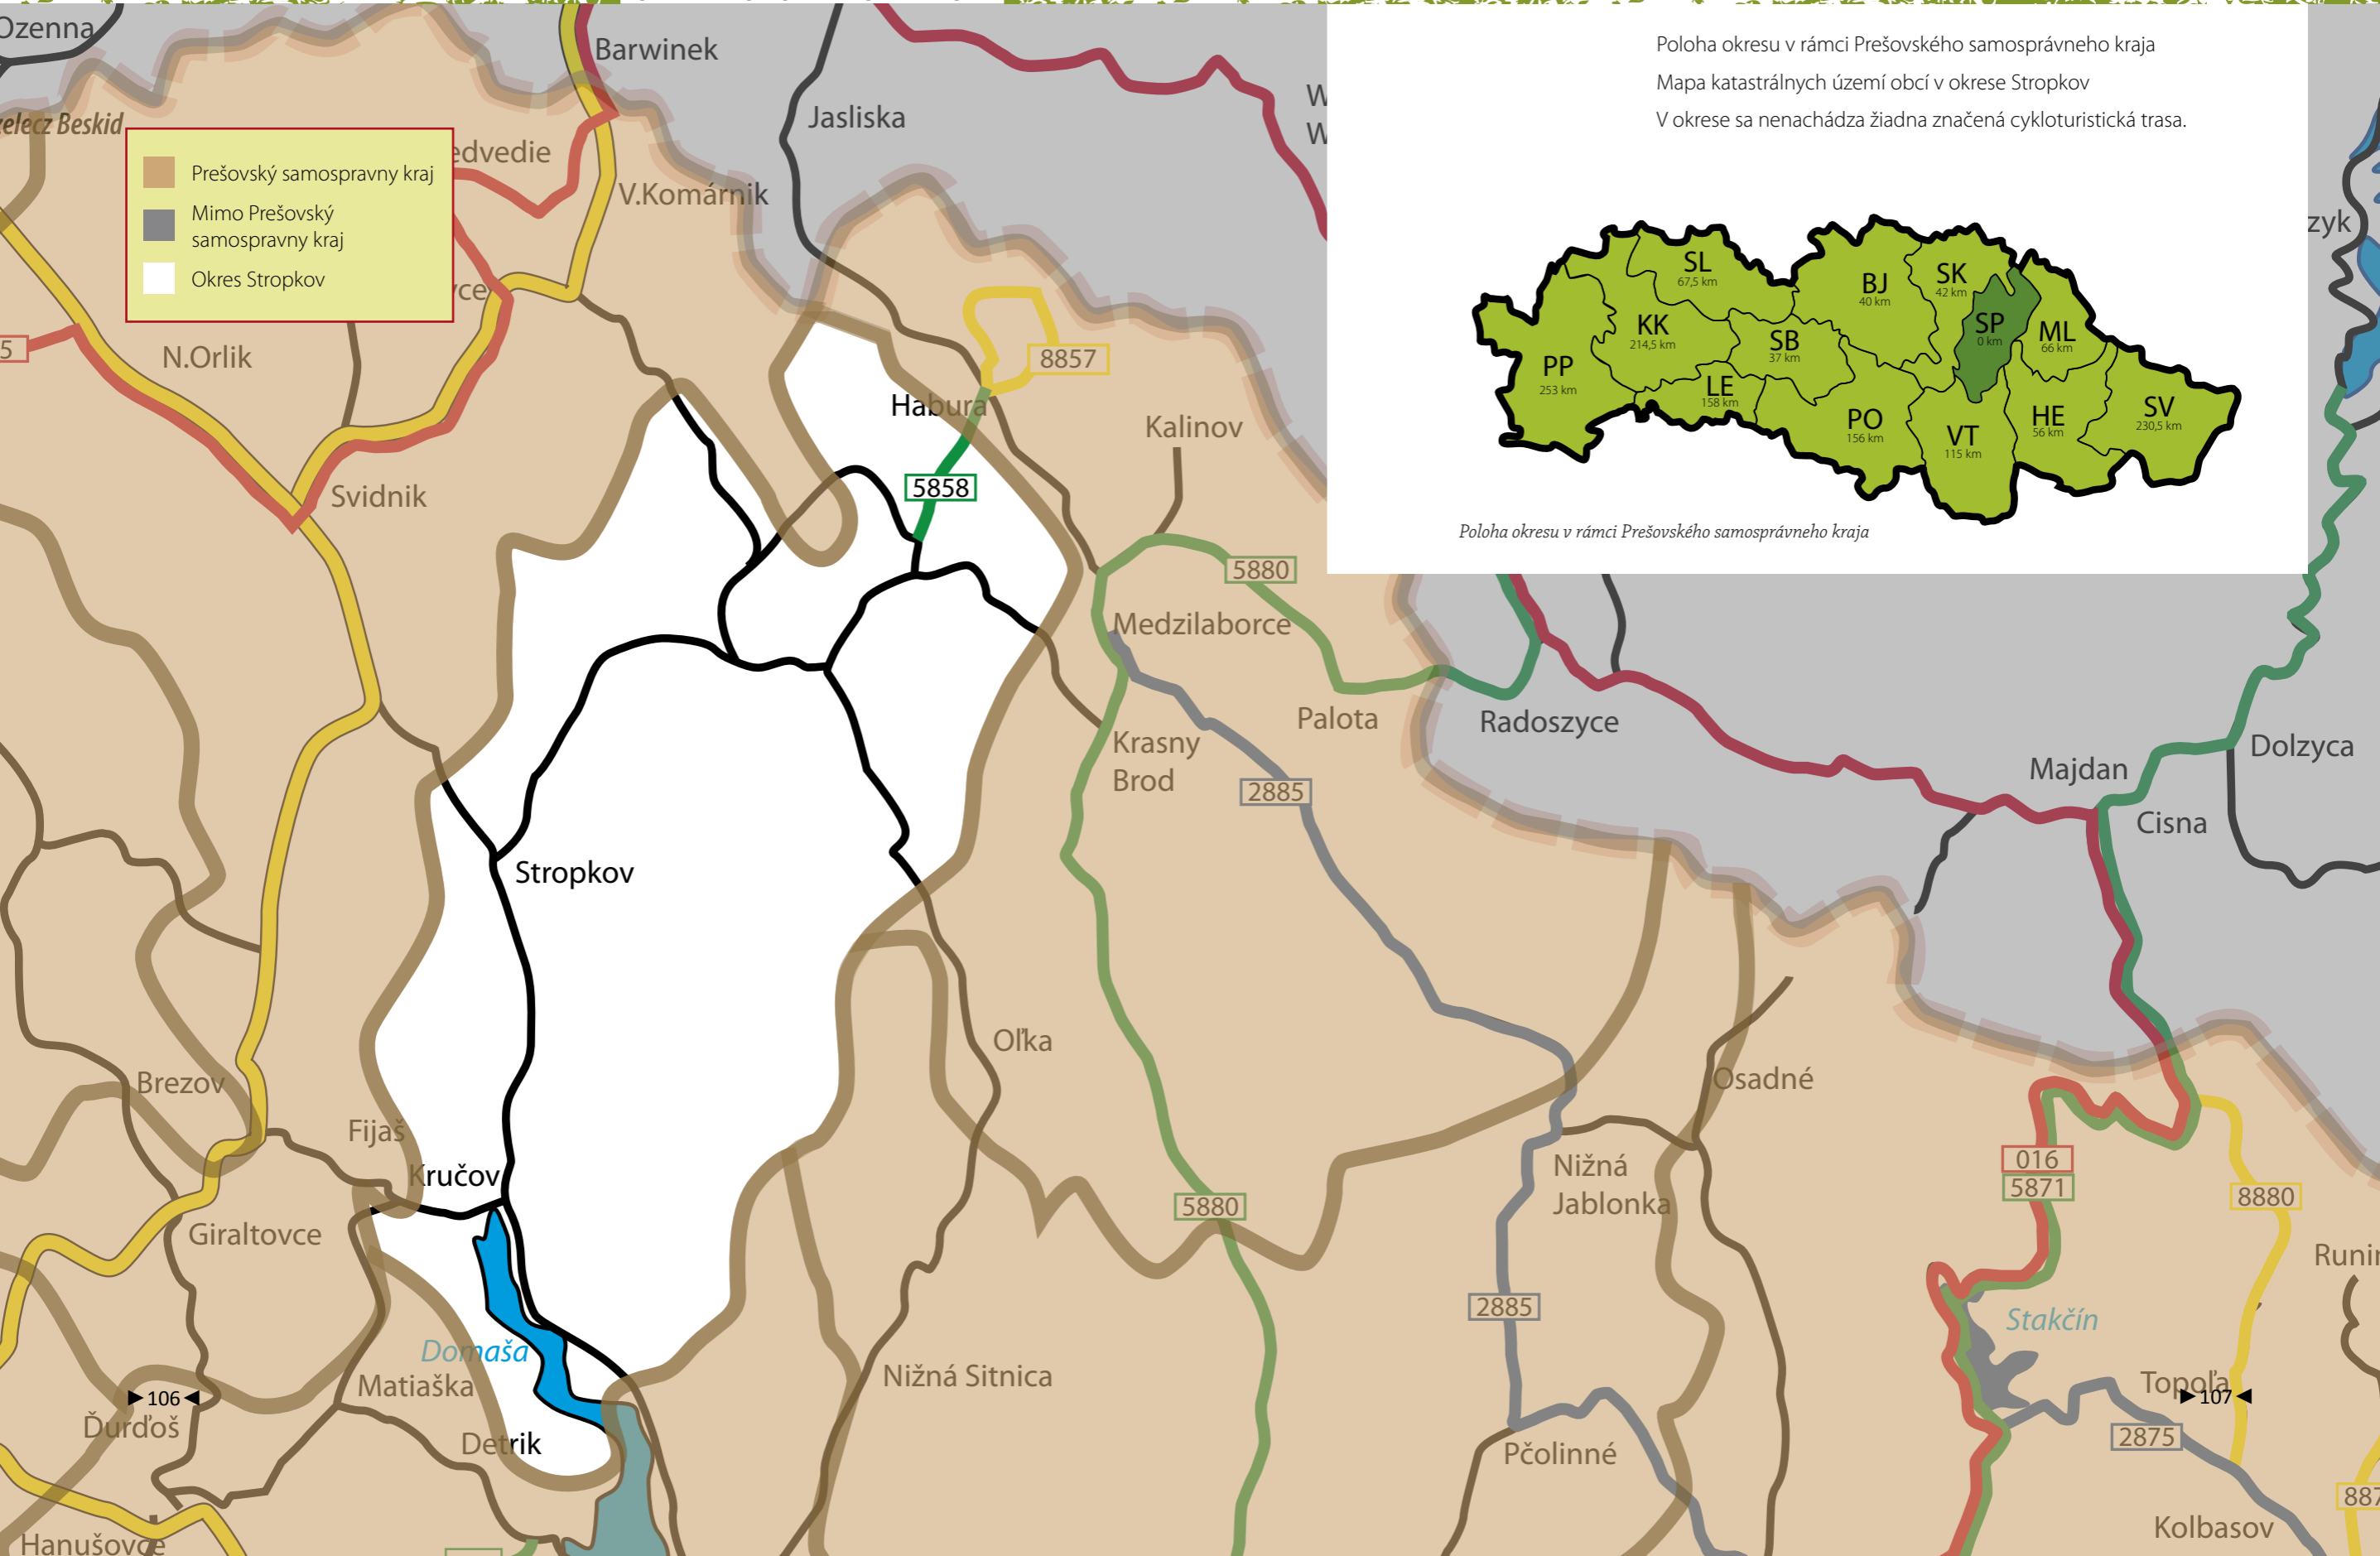 Ozenna
Barwinek
Jasliska
Poloha okresu v rámci Prešovského samosprávneho kraja
Mapa katastrálnych území obcí v okrese Stropkov
V okrese sa nenachádza žiadna značená cykloturistická trasa.
Beskid
Prešovský samospravny kraj
Mimo Prešovský
samospravny kraj
Okres Stropkov
V.Komárnik
N.Orlik
Svidnik
8857
Habura
5858
Kalinov
SL
67,5 km
BJ
40 km
SK
42 km
SP
0 km
ML
66 km
KK
214,5 km
SB
37 km
PP
253 km
LE
158 km
PO
156 km
VT
115 km
HE
56 km
SV
230,5 km
Poloha okresu v rámci Prešovského samosprávneho kraja
5880
Medzilaborce
Palota
Radoszyce
Krasny
Brod
2885
Majdan
Cisna
Dolzyca
Stropkov
Oľka
Osadné
Brezov
Fijaš
Kručov
Giraltovce
Nižná
Jablonka
016
5871
8880
5880
2885
Stakčín
Domaša
Matiaška
Nižná Sitnica
Topoľa
106
107
Ďurďoš
Detrik
Pčolinné
2875
Kolbasov
Hanušovce